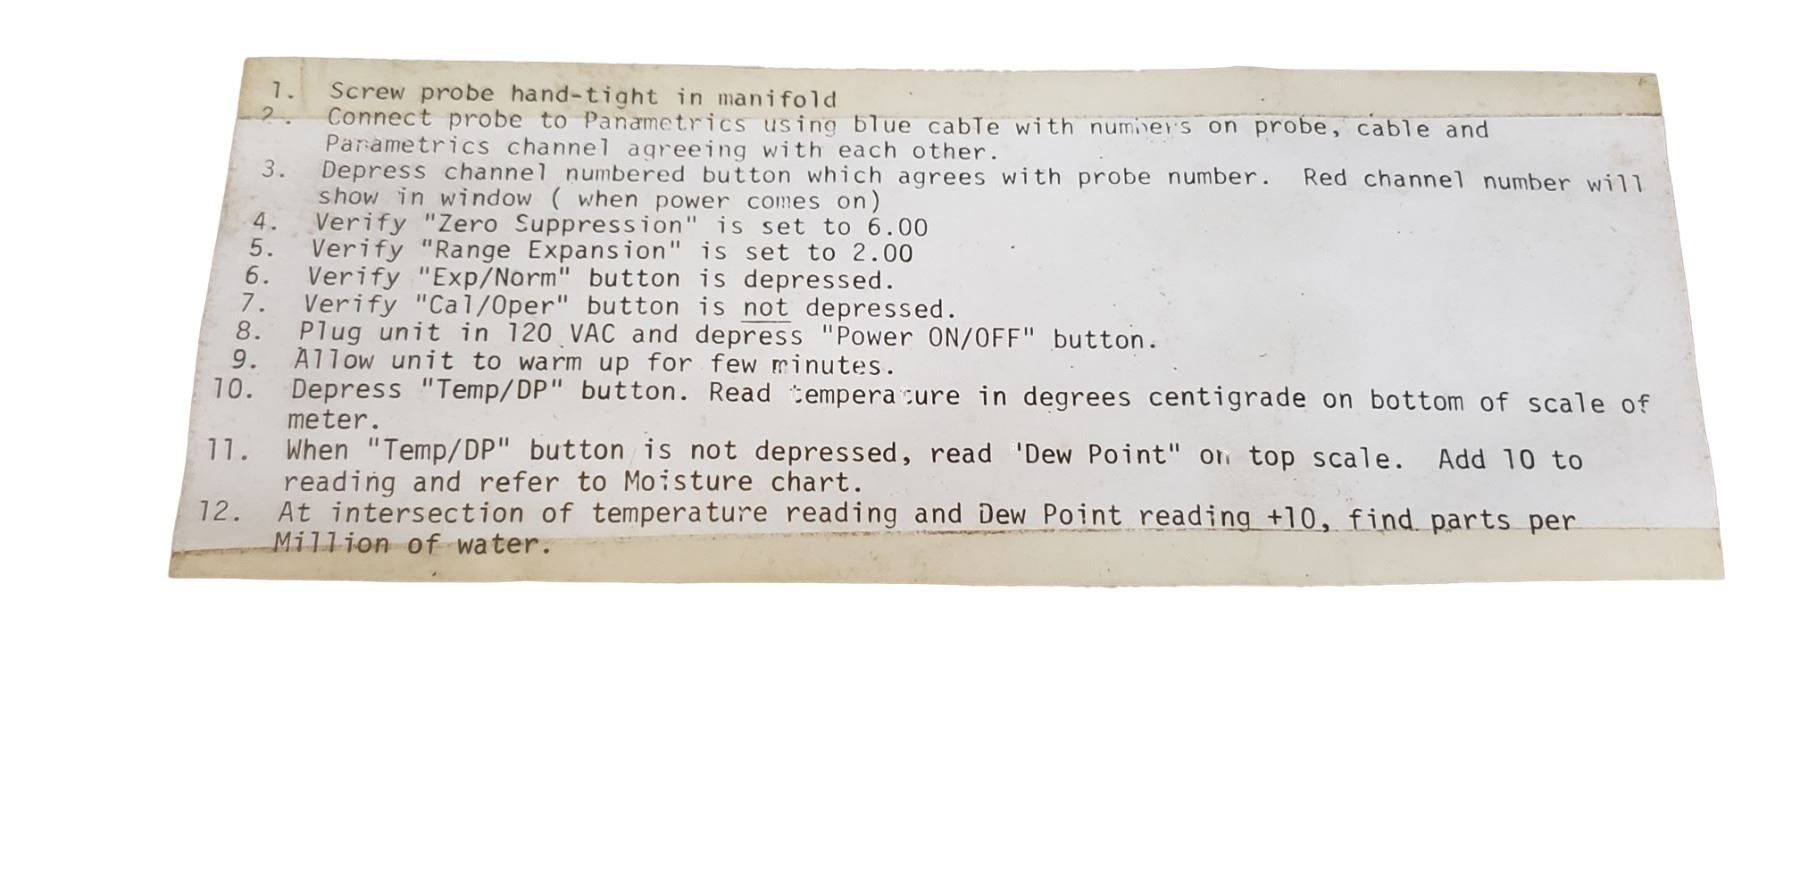 1. Screw probe hand-tight in manifold
2. Connect probe to Panametrics using blue cable with numbers on probe, cable and
Parametrics channel agreeing with each other.
3. Depress channel numbered button which agrees with probe number. Red channel number will
show in window ( when power comes on)
4. Verify "Zero Suppression" is set to 6.00
5. Verify "Range Expansion" is set to 2.00
6. Verify "Exp/Norm" button is depressed.
7. Verify "Cal/Oper" button is not depressed.
8. Plug unit in 120 VAC and depress "Power ON/OFF" button.
9. Allow unit to warm up for few minutes.
10. Depress "Temp/DP" button. Read temperature in degrees centigrade on bottom of scale of
meter.
11. When "Temp/DP" button is not depressed, read 'Dew Point" on top scale. Add 10 to
reading and refer to Moisture chart.
12. At intersection of temperature reading and Dew Point reading +10, find parts per
Million of water.